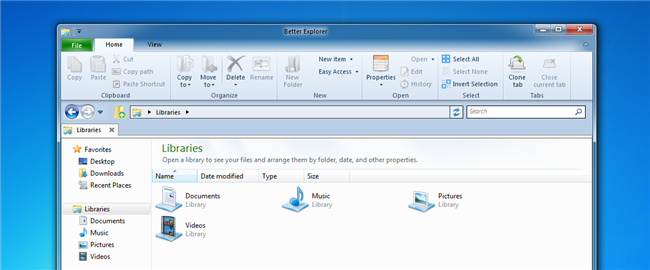 Better Explorer
File Home View
Copy Paste Cut Copy path Paste Shortcut
Clipboard
Copy to Move to Delete Rename
Organize
New Folder New item Easy Access
New
Properties Open Edit History
Open
Select All Select None Invert Selection
Select
Clone tab Close current tab
Tabs
Libraries
Search
Libraries
Favorites
Desktop
Downloads
Recent Places
Libraries
Documents
Music
Pictures
Videos
Libraries
Open a library to see your files and arrange them by folder, date, and other properties.
Name Date modified Type Size
Documents
Library
Music
Library
Pictures
Library
Videos
Library